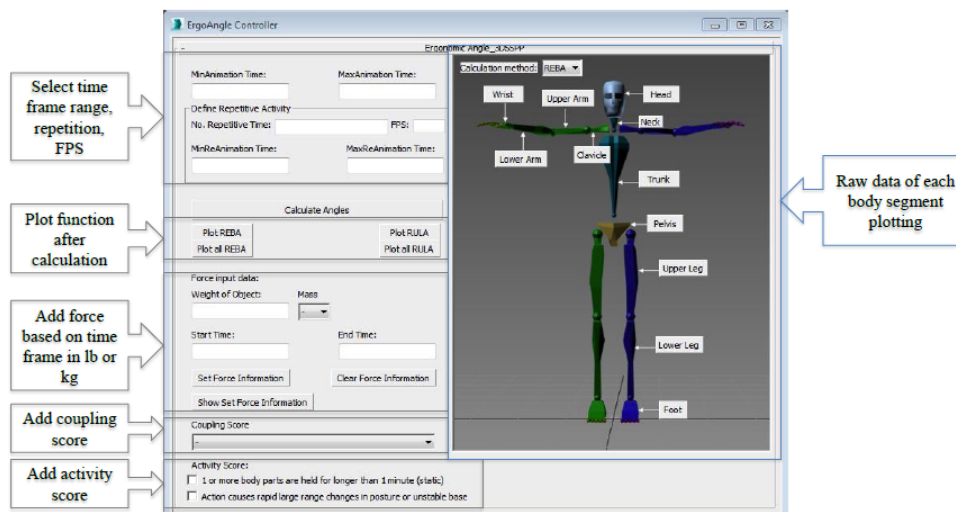 ErgoAngle Controller
Ergonomic Angle_3DSSPP
Select time
frame range,
repetition,
FPS
MinAnimation Time:
MaxAnimation Time:
Define Repetitive Activity
No. Repetitive Time:
FPS:
MinReAnimation Time:
MaxReAnimation Time:
Calculate Angles
Plot function
after
calculation
Plot REBA
Plot RULA
Plot all REBA
Plot all RULA
Add force
based on time
frame in lb or
kg
Force input data:
Weight of Object:
Mass
-
Start Time:
End Time:
Set Force Information
Clear Force Information
Show Set Force Information
Add coupling
score
Coupling Score
-
Add activity
score
Activity Score:
1 or more body parts are held for longer than 1 minute (static)
Action causes rapid large range changes in posture or unstable base
Calculation method:
REBA
Wrist
Upper Arm
Head
Neck
Lower Arm
Clavicle
Trunk
Pelvis
Upper Leg
Lower Leg
Foot
Raw data of each
body segment
plotting